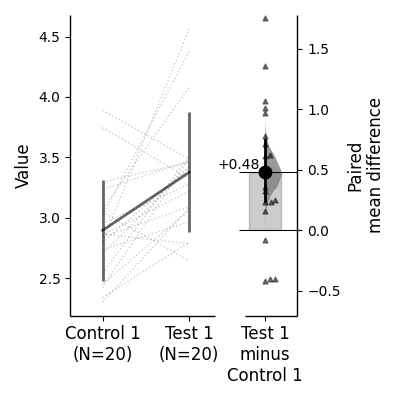 4.5
4.0
3.5
3.0
2.5
Value
Control 1
(N=20)
Test 1
(N=20)
+0.48
1.5
1.0
0.5
0.0
−0.5
Paired
mean difference
Test 1
minus
Control 1